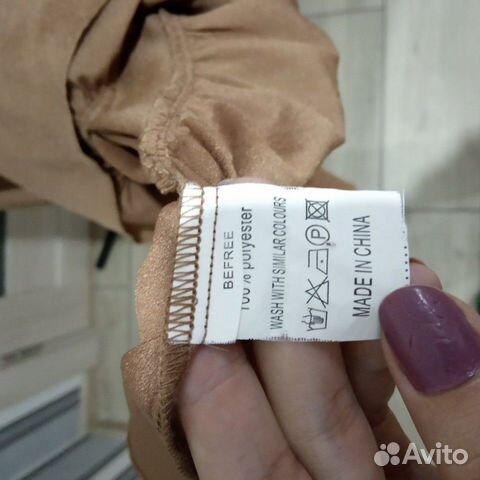 BEFREE
100% polyester
WASH WITH SIMILAR COLOURS
P
MADE IN CHINA
Avito